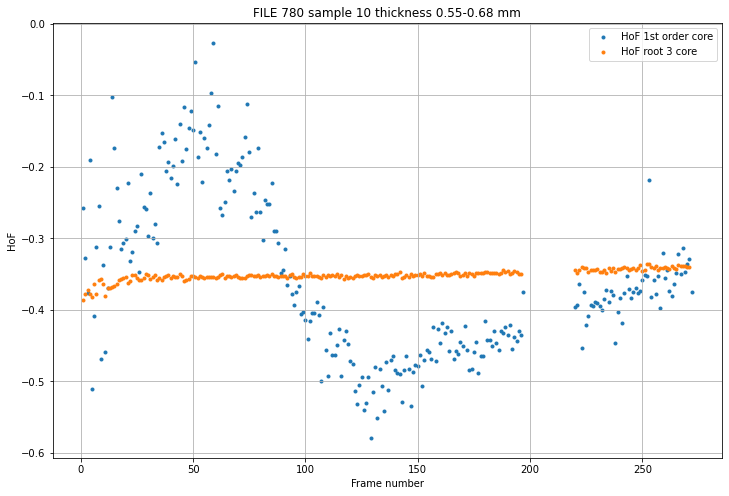 FILE 780 sample 10 thickness 0.55-0.68 mm
HoF 1st order core
HoF root 3 core
0.0
−0.1
−0.2
−0.3
−0.4
−0.5
−0.6
HoF
0 50 100 150 200 250
Frame number